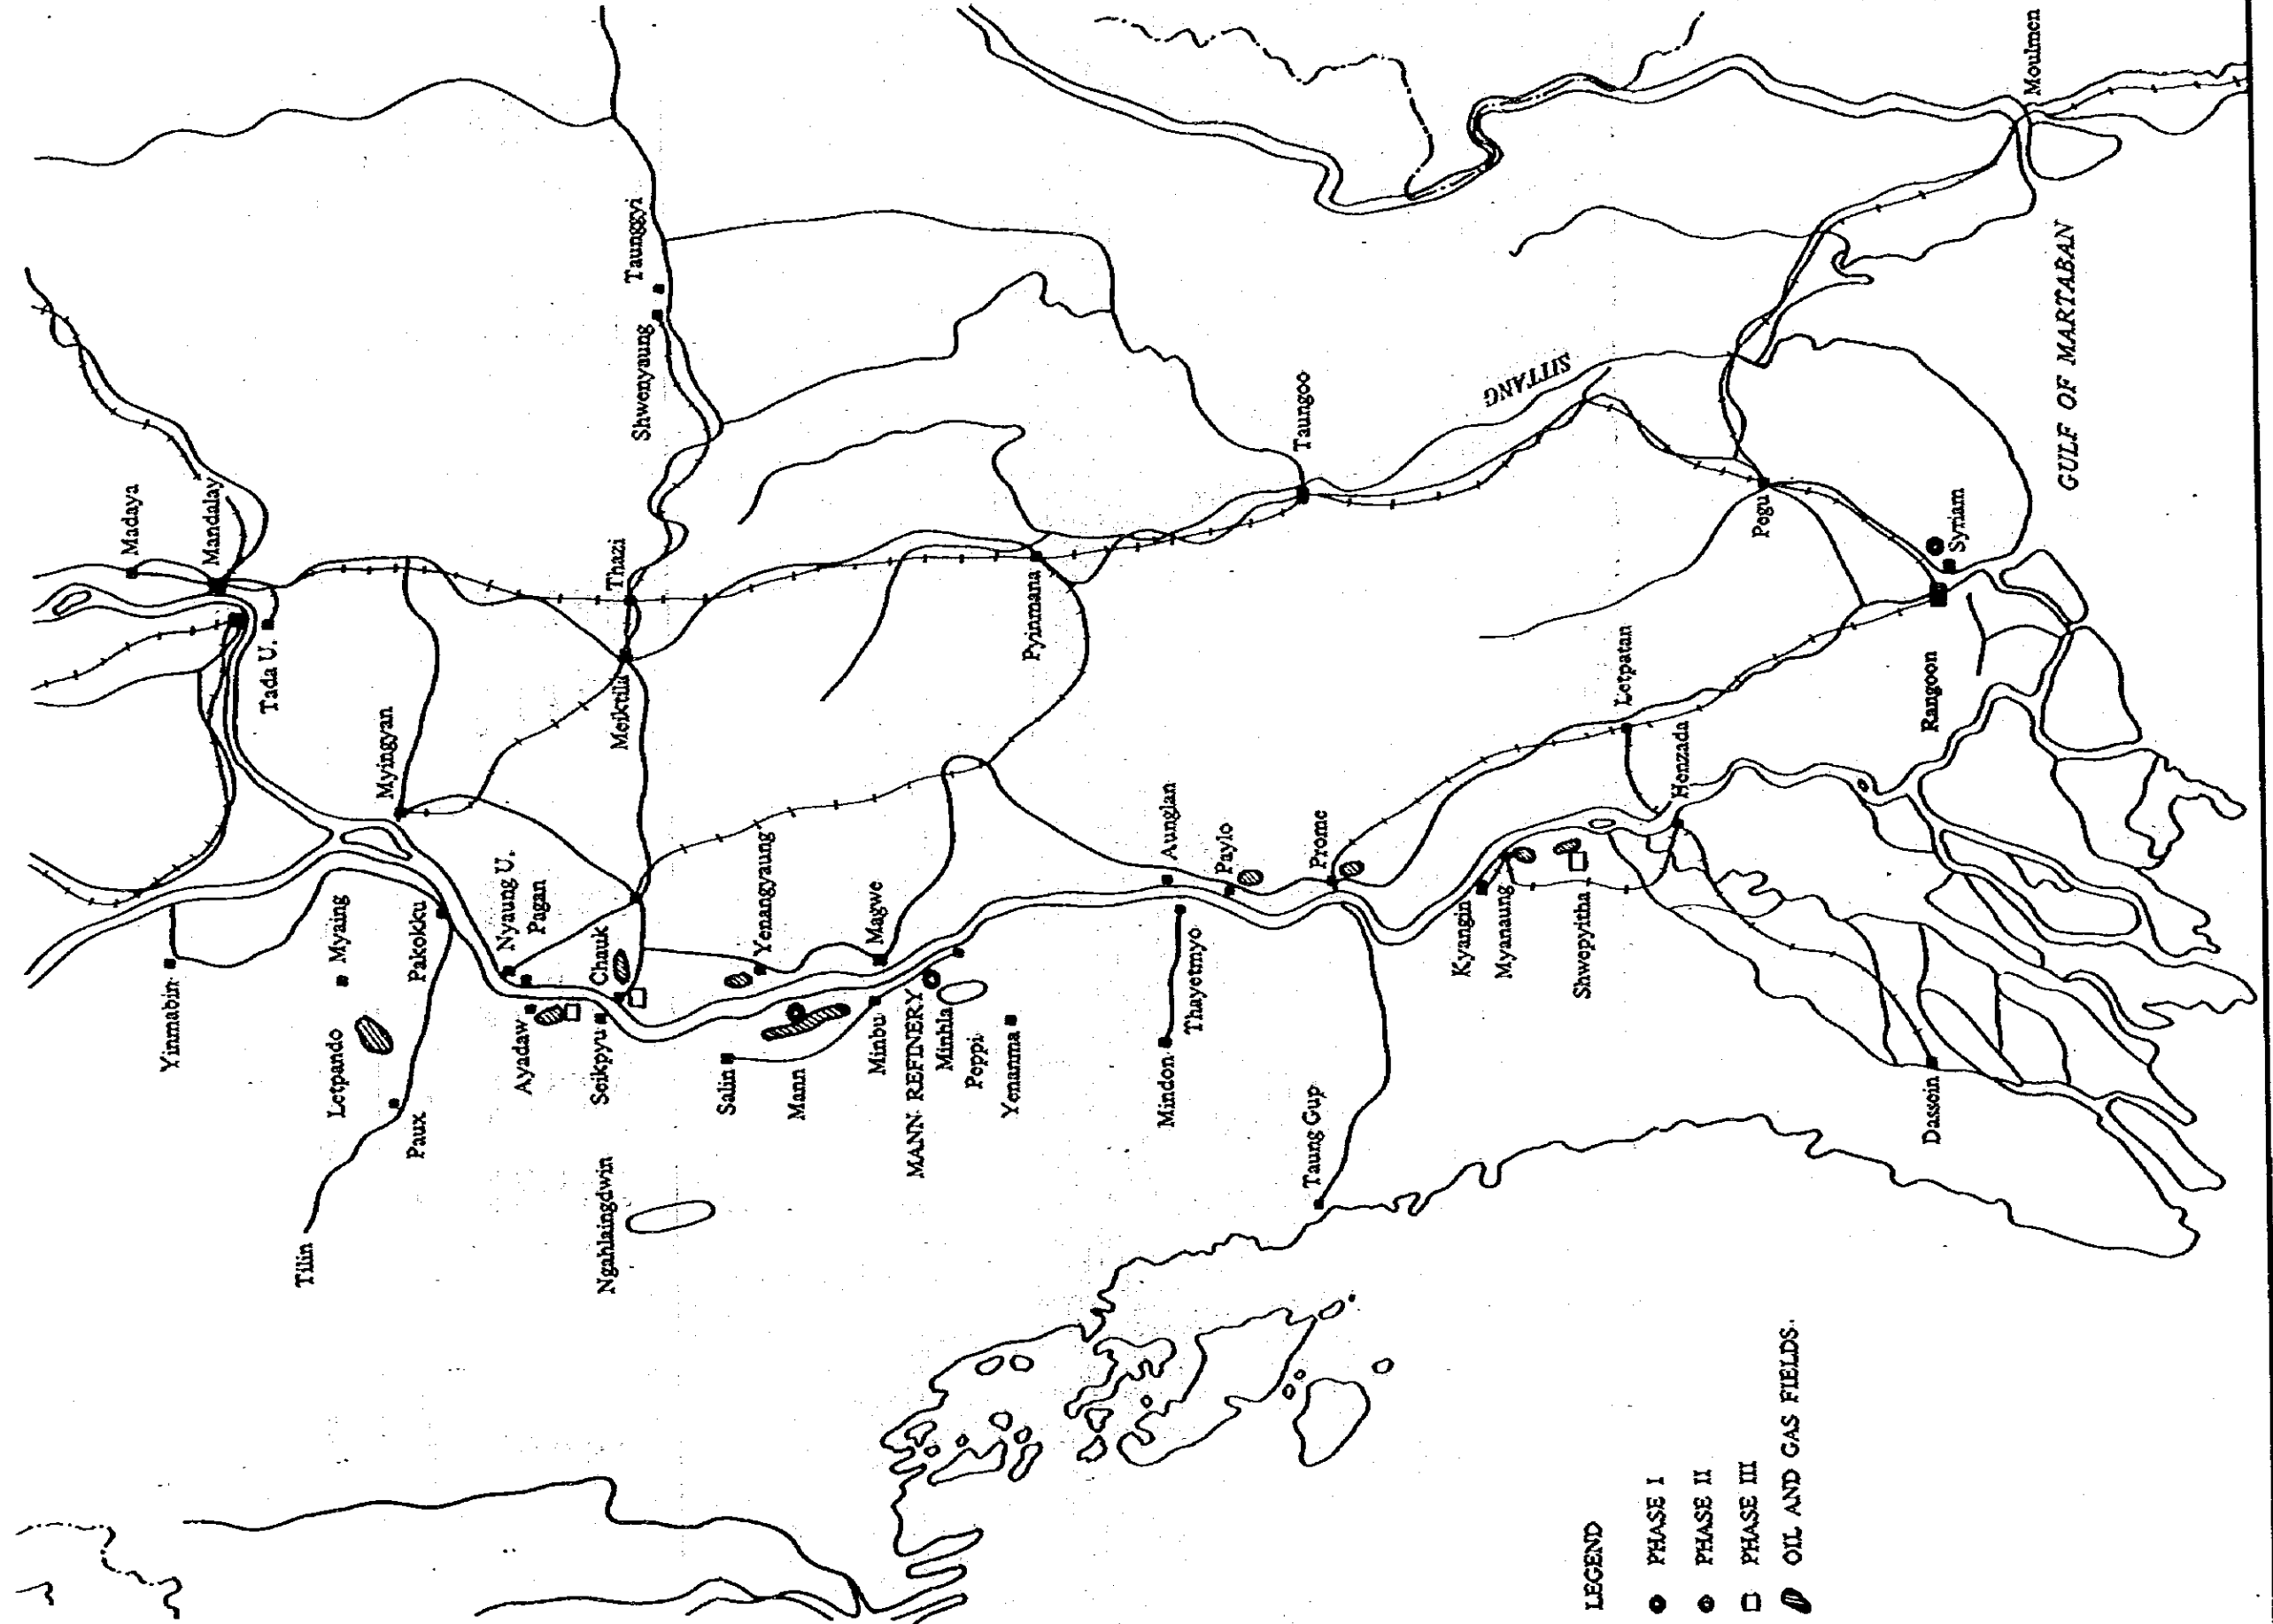 Maday​a
Mandalay
Tada U.
Yinmabin
Myingyan
Myaing
Letpando
Pakokku
Paux
Tilin
Nyaung U.
Pagan
Ayadaw
Chauk
Seikpyu
Ngahlaingdwin
Thazi
Meiktila
Shwenyaung
Taunggyi
Yenangyaung
Salin
Mann
Magwe
Minbu
MANN REFINERY
Minhla
Peppi
Yenanma
Pyinmana
Aunglan
Mindon
Thayetmyo
Paylo
Prome
Taung Gup
Taungoo
SITTANG
Kyangin
Myanaung
Shwepyitha
Letpatan
Henzada
Pegu
Rangoon
Syriam
Dassein
Moulmen
GULF OF MARTABAN
LEGEND
PHASE I
PHASE II
PHASE III
OIL AND GAS FIELDS.